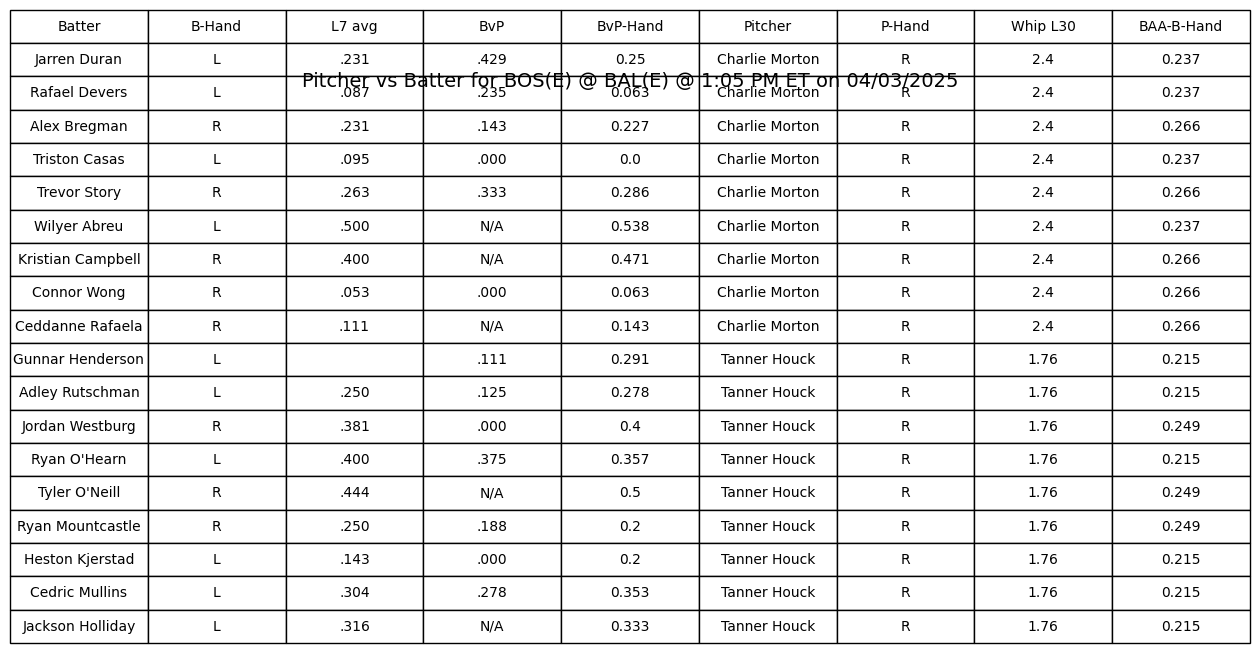 Batter B-Hand L7 avg BvP BvP-Hand Pitcher P-Hand Whip L30 BAA-B-Hand
Jarren Duran L .231 .429 0.25 Charlie Morton R 2.4 0.237
Pitcher vs Batter for BOS(E) @ BAL(E) @ 1:05 PM ET on 04/03/2025
Rafael Devers L .087 .235 0.063 Charlie Morton R 2.4 0.237
Alex Bregman R .231 .143 0.227 Charlie Morton R 2.4 0.266
Triston Casas L .095 .000 0.0 Charlie Morton R 2.4 0.237
Trevor Story R .263 .333 0.286 Charlie Morton R 2.4 0.266
Wilyer Abreu L .500 N/A 0.538 Charlie Morton R 2.4 0.237
Kristian Campbell R .400 N/A 0.471 Charlie Morton R 2.4 0.266
Connor Wong R .053 .000 0.063 Charlie Morton R 2.4 0.266
Ceddanne Rafaela R .111 N/A 0.143 Charlie Morton R 2.4 0.266
Gunnar Henderson L .111 0.291 Tanner Houck R 1.76 0.215
Adley Rutschman L .250 .125 0.278 Tanner Houck R 1.76 0.215
Jordan Westburg R .381 .000 0.4 Tanner Houck R 1.76 0.249
Ryan O'Hearn L .400 .375 0.357 Tanner Houck R 1.76 0.215
Tyler O'Neill R .444 N/A 0.5 Tanner Houck R 1.76 0.249
Ryan Mountcastle R .250 .188 0.2 Tanner Houck R 1.76 0.249
Heston Kjerstad L .143 .000 0.2 Tanner Houck R 1.76 0.215
Cedric Mullins L .304 .278 0.353 Tanner Houck R 1.76 0.215
Jackson Holliday L .316 N/A 0.333 Tanner Houck R 1.76 0.215